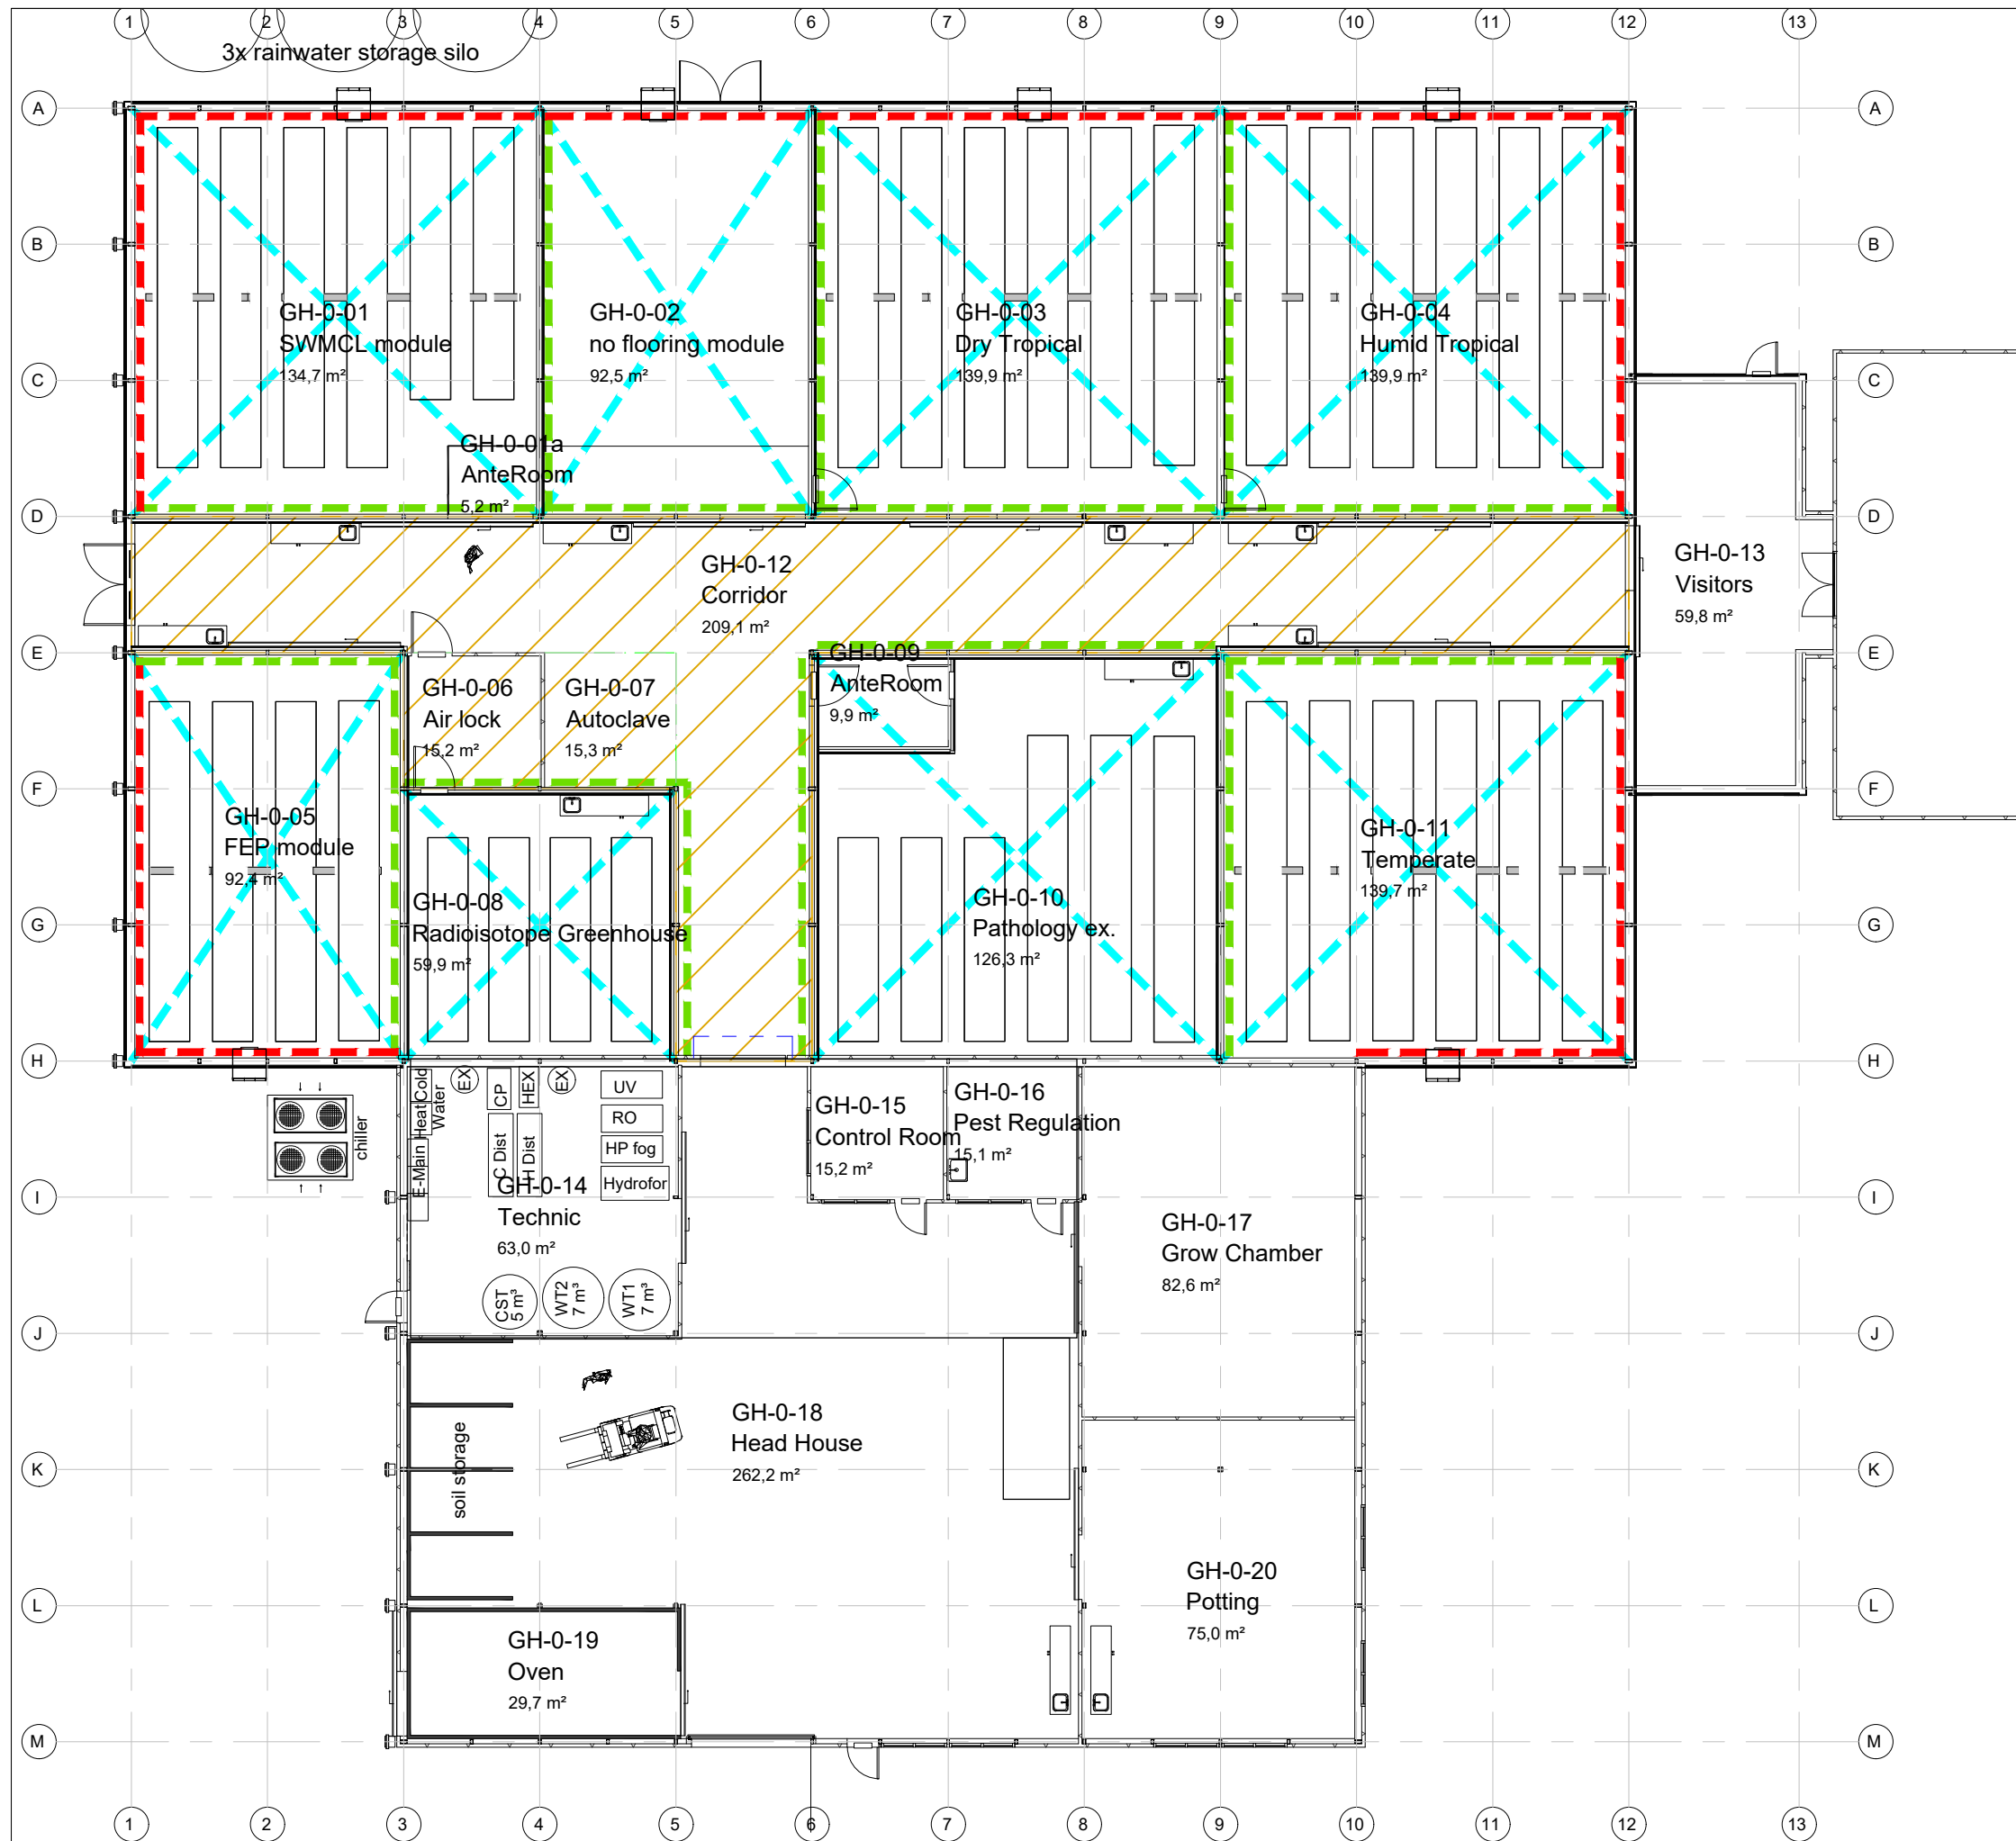 1 2 3 4 5 6 7 8 9 10 11 12 13
3x rainwater storage silo
A A
B B
GH-0-01
SWMCL module
134,7 m²
GH-0-02
no flooring module
92,5 m²
GH-0-03
Dry Tropical
139,9 m²
GH-0-04
Humid Tropical
139,9 m²
C C
GH-0-01a
AnteRoom
5,2 m²
D D
GH-0-12
Corridor
209,1 m²
GH-0-13
Visitors
59,8 m²
E E
GH-0-06
Air lock
15,2 m²
GH-0-07
Autoclave
15,3 m²
GH-0-09
AnteRoom
9,9 m²
F F
GH-0-05
FEP module
92,4 m²
GH-0-08
Radioisotope Greenhouse
59,9 m²
GH-0-10
Pathology ex.
126,3 m²
GH-0-11
Temperate
139,7 m²
G G
H H
chiller
E-Main
Heat
Cold
Water
EX
CP
HEX
EX
C Dist
H Dist
UV
RO
HP fog
Hydrofor
GH-0-14
Technic
63,0 m²
CST
5 m³
WT2
7 m³
WT1
7 m³
GH-0-15
Control Room
15,2 m²
GH-0-16
Pest Regulation
15,1 m²
I I
GH-0-17
Grow Chamber
82,6 m²
J J
GH-0-18
Head House
262,2 m²
soil storage
K K
GH-0-20
Potting
75,0 m²
L L
GH-0-19
Oven
29,7 m²
M M
1 2 3 4 5 6 7 8 9 10 11 12 13